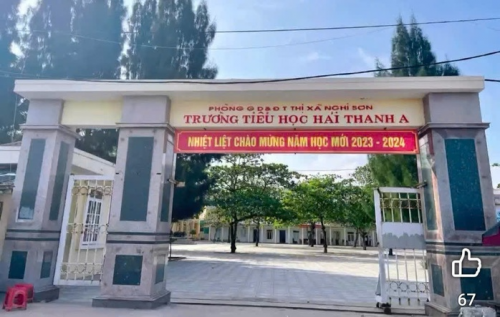 PHÒNG GD&ĐT THỊ XÃ NGHI SƠN
TRƯỜNG TIỂU HỌC HẢI THANH A
NHIỆT LIỆT CHÀO MỪNG NĂM HỌC MỚI 2023 - 2024
67